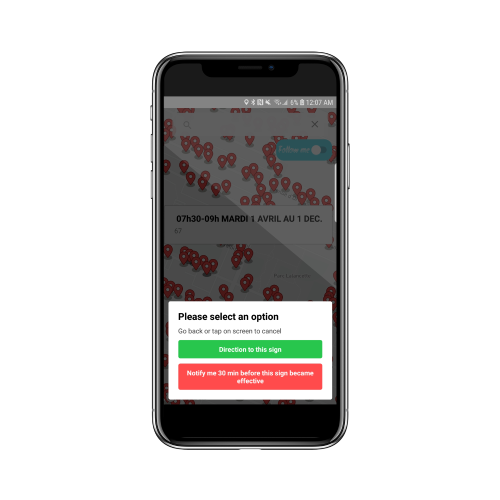 6% 12:07 AM
Follow me
07h30-09h MARDI 1 AVRIL AU 1 DEC.
Please select an option
Go back or tap on screen to cancel
Direction to this sign
Notify me 30 min before this sign became
effective